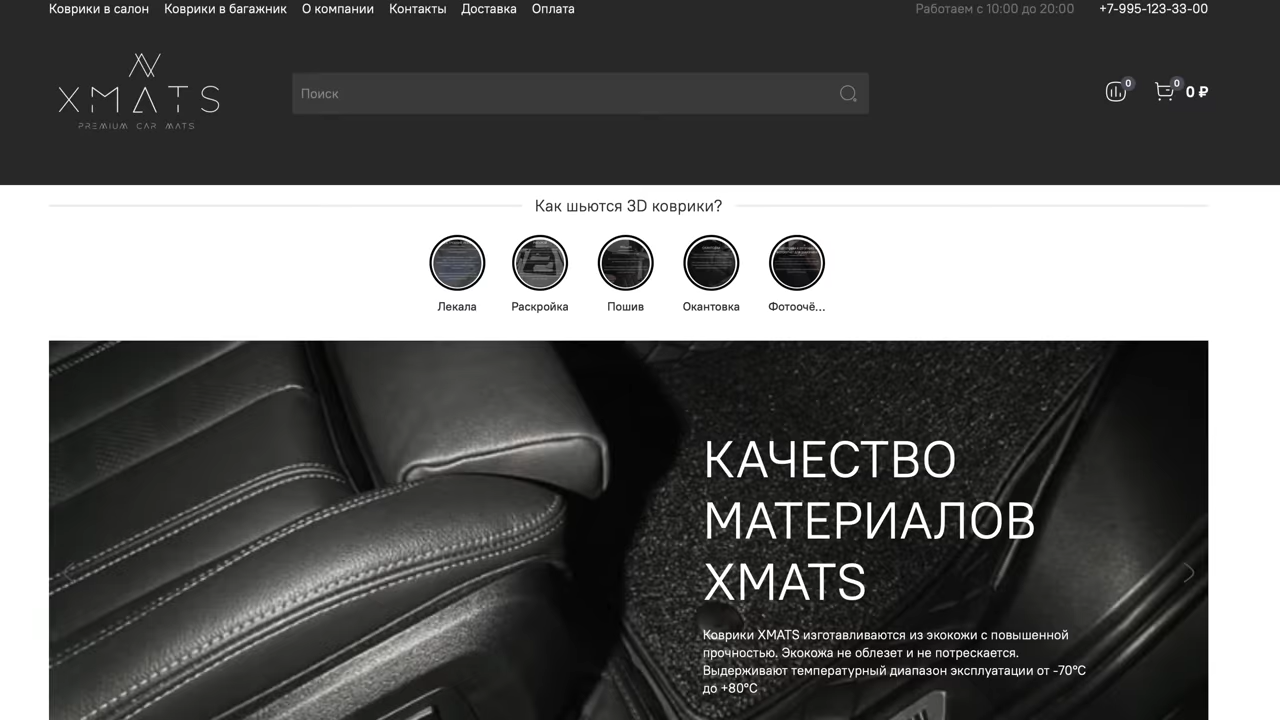 Коврики в салон Коврики в багажник О компании Контакты Доставка Оплата Работаем с 10:00 до 20:00 +7-995-123-33-00
XMATS
PREMIUM CAR MATS
Поиск
0
0
0 ₽
Как шьются 3D коврики?
Лекала Раскройка Пошив Окантовка Фотоочё...
КАЧЕСТВО
МАТЕРИАЛОВ
XMATS
Коврики XMATS изготавливаются из экокожи с повышенной
прочностью. Экокожа не облезет и не потрескается.
Выдерживают температурный диапазон эксплуатации от -70°С
до +80°С